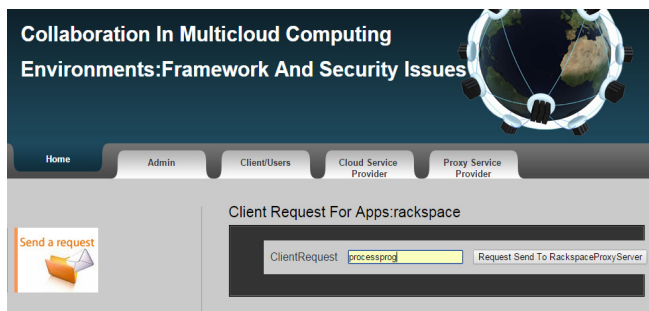 Collaboration In Multicloud Computing
Environments:Framework And Security Issues
Home
Admin
Client/Users
Cloud Service
Provider
Proxy Service
Provider
Send a request
Client Request For Apps:rackspace
ClientRequest processprog Request Send To RackspaceProxyServer